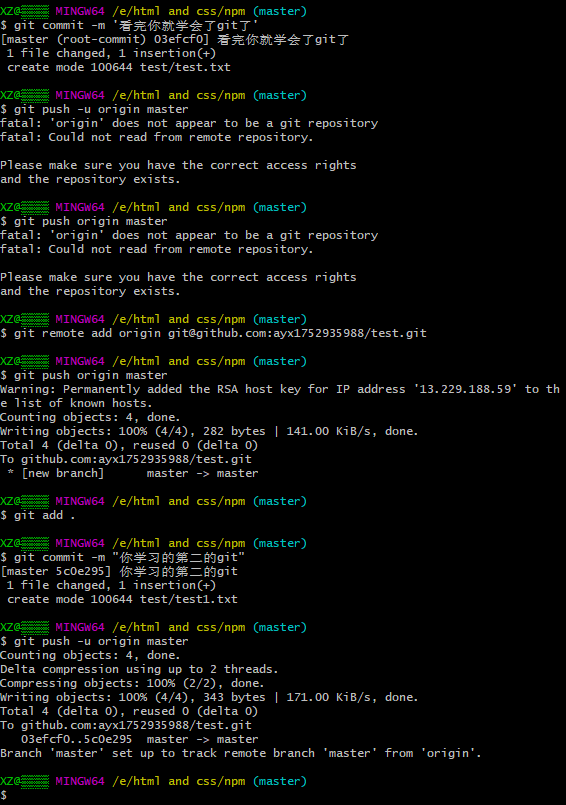 XZ@▒▒▒▒ MINGW64 /e/html and css/npm (master)
$ git commit -m '看完你就学会了git了'
[master (root-commit) 03efcf0] 看完你就学会了git了
 1 file changed, 1 insertion(+)
 create mode 100644 test/test.txt
XZ@▒▒▒▒ MINGW64 /e/html and css/npm (master)
$ git push -u origin master
fatal: 'origin' does not appear to be a git repository
fatal: Could not read from remote repository.
Please make sure you have the correct access rights
and the repository exists.
XZ@▒▒▒▒ MINGW64 /e/html and css/npm (master)
$ git push origin master
fatal: 'origin' does not appear to be a git repository
fatal: Could not read from remote repository.
Please make sure you have the correct access rights
and the repository exists.
XZ@▒▒▒▒ MINGW64 /e/html and css/npm (master)
$ git remote add origin git@github.com:ayx1752935988/test.git
XZ@▒▒▒▒ MINGW64 /e/html and css/npm (master)
$ git push origin master
Warning: Permanently added the RSA host key for IP address '13.229.188.59' to th
e list of known hosts.
Counting objects: 4, done.
Writing objects: 100% (4/4), 282 bytes | 141.00 KiB/s, done.
Total 4 (delta 0), reused 0 (delta 0)
To github.com:ayx1752935988/test.git
 * [new branch]      master -> master
XZ@▒▒▒▒ MINGW64 /e/html and css/npm (master)
$ git add .
XZ@▒▒▒▒ MINGW64 /e/html and css/npm (master)
$ git commit -m "你学习的第二的git"
[master 5c0e295] 你学习的第二的git
 1 file changed, 1 insertion(+)
 create mode 100644 test/test1.txt
XZ@▒▒▒▒ MINGW64 /e/html and css/npm (master)
$ git push -u origin master
Counting objects: 4, done.
Delta compression using up to 2 threads.
Compressing objects: 100% (2/2), done.
Writing objects: 100% (4/4), 343 bytes | 171.00 KiB/s, done.
Total 4 (delta 0), reused 0 (delta 0)
To github.com:ayx1752935988/test.git
   03efcf0..5c0e295  master -> master
Branch 'master' set up to track remote branch 'master' from 'origin'.
XZ@▒▒▒▒ MINGW64 /e/html and css/npm (master)
$